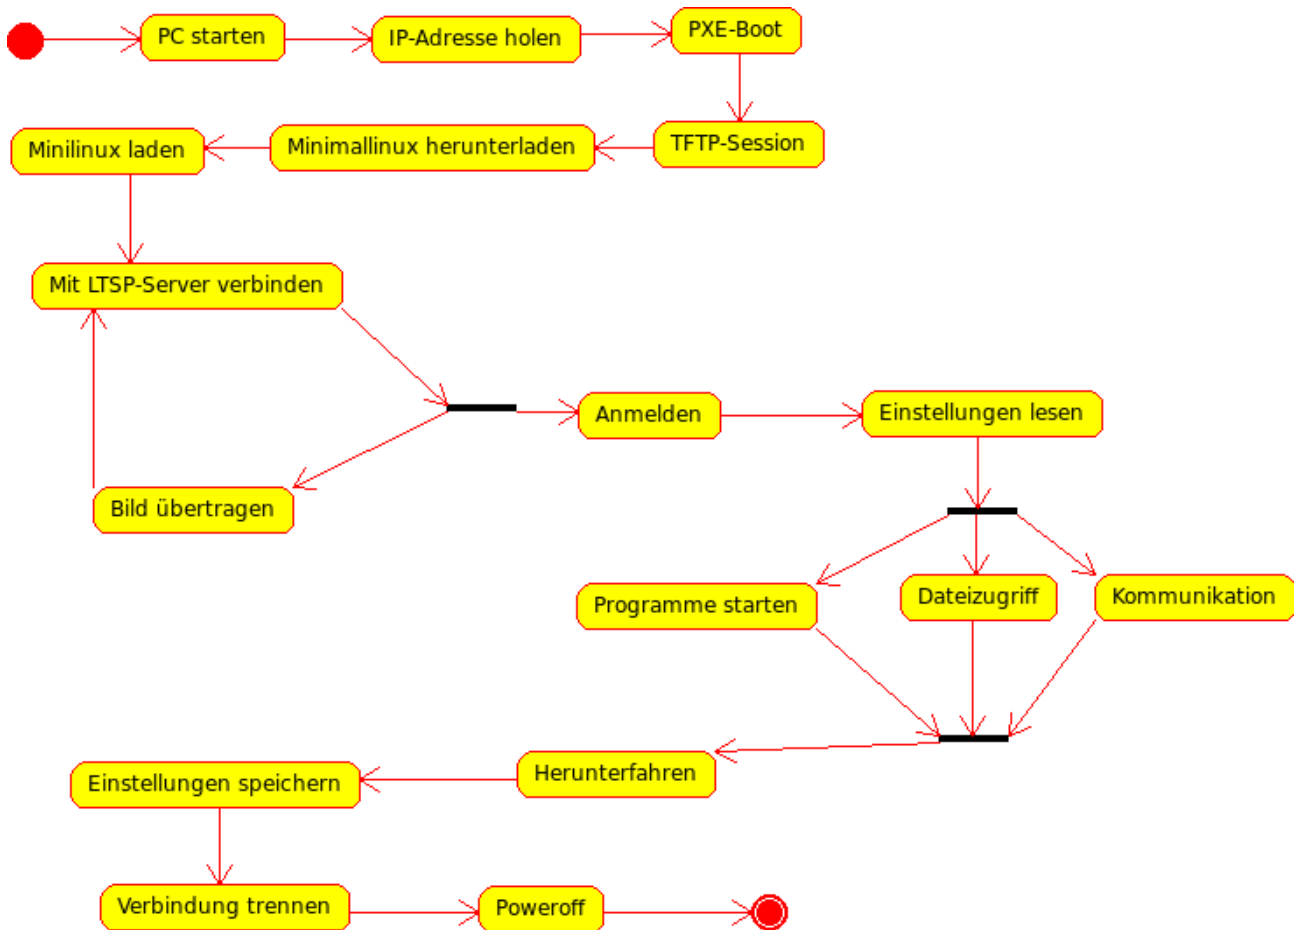 PC starten
IP-Adresse holen
PXE-Boot
TFTP-Session
Minimallinux herunterladen
Minilinux laden
Mit LTSP-Server verbinden
Bild übertragen
Anmelden
Einstellungen lesen
Programme starten
Dateizugriff
Kommunikation
Herunterfahren
Einstellungen speichern
Verbindung trennen
Poweroff